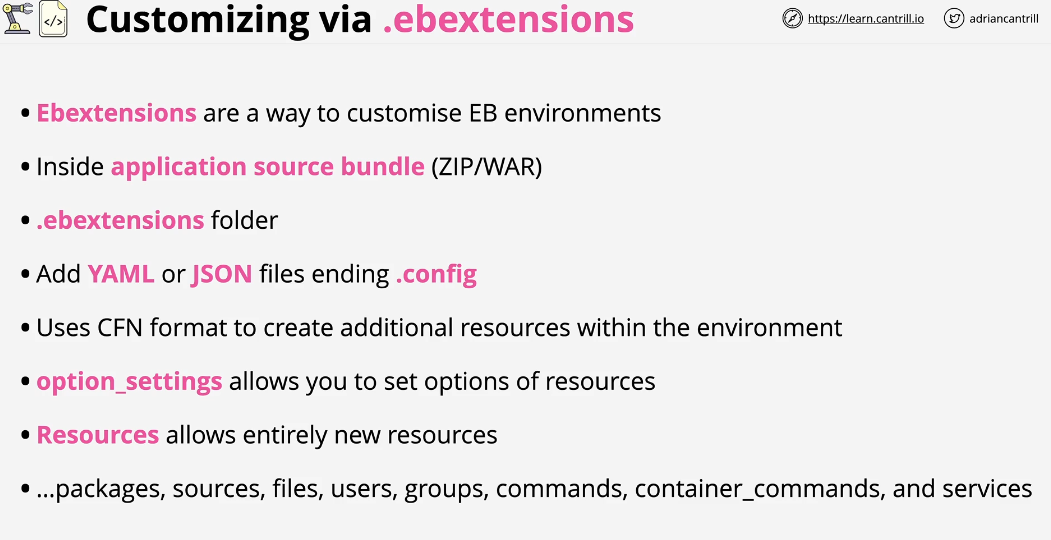 </> Customizing via .ebextensions https://learn.cantrill.io adriancantrill
• Ebextensions are a way to customise EB environments
• Inside application source bundle (ZIP/WAR)
• .ebextensions folder
• Add YAML or JSON files ending .config
• Uses CFN format to create additional resources within the environment
• option_settings allows you to set options of resources
• Resources allows entirely new resources
• ...packages, sources, files, users, groups, commands, container_commands, and services